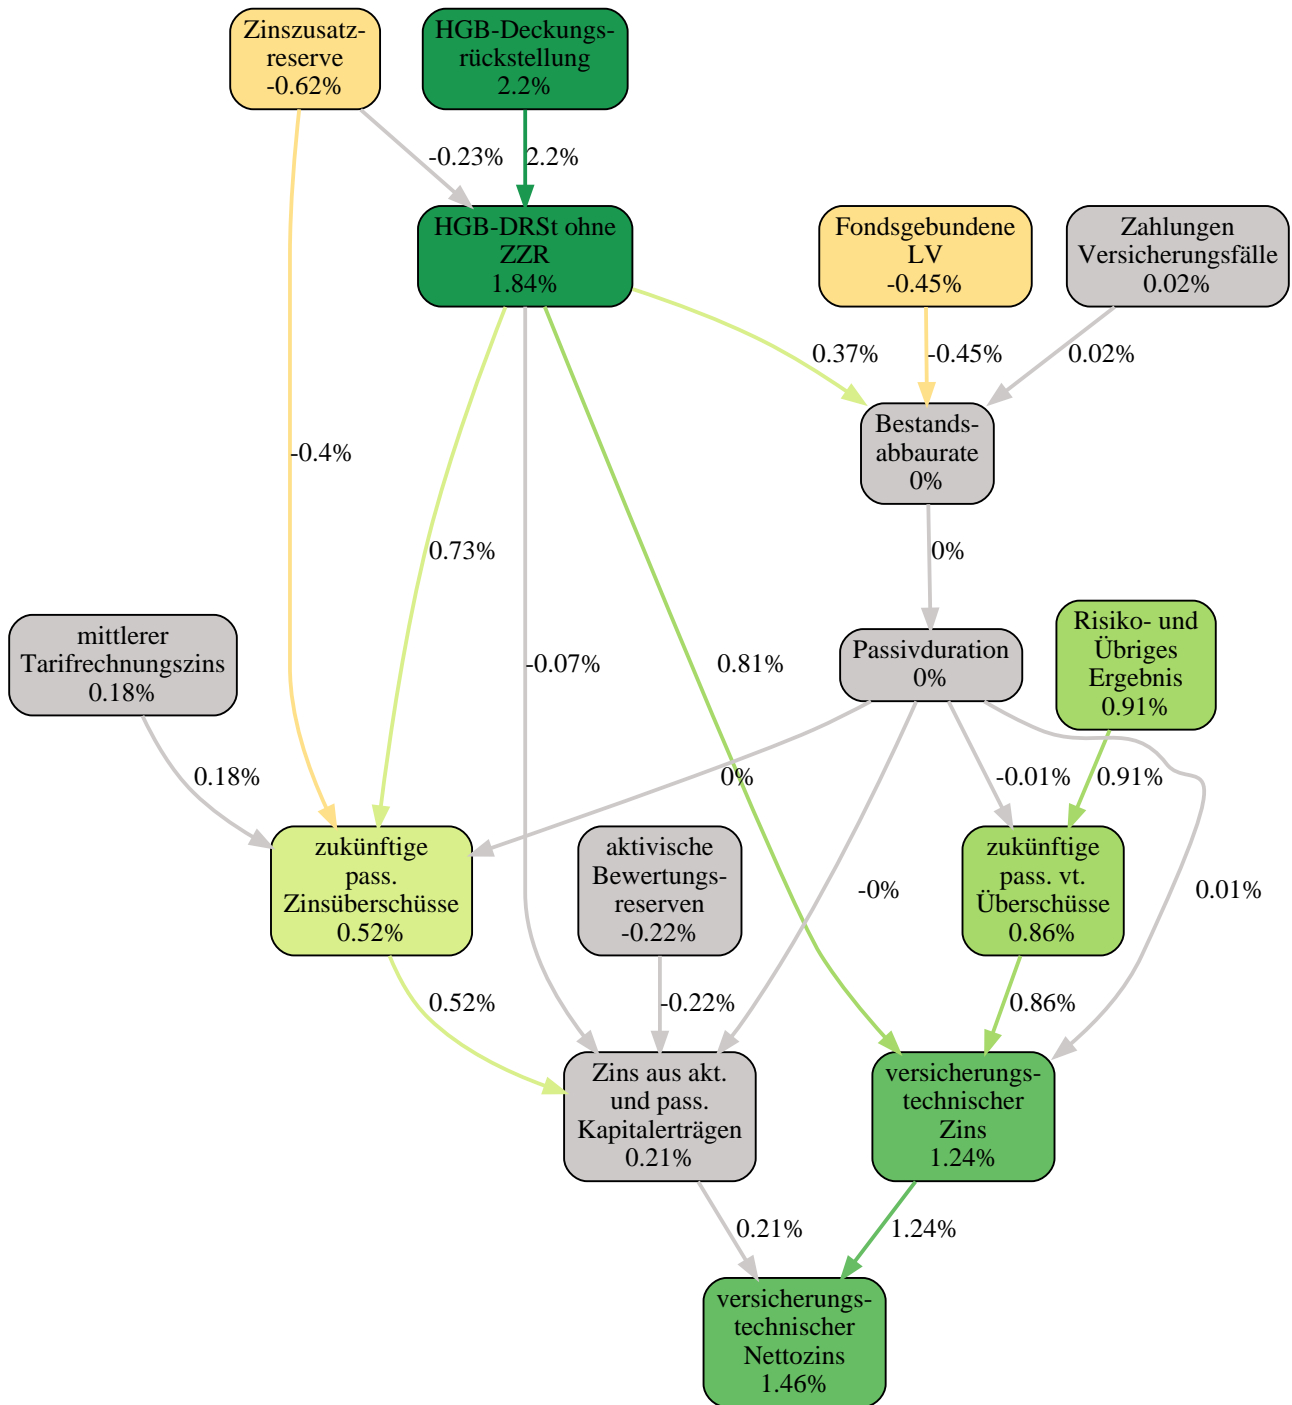 Zinszusatz-
reserve
-0.62%
HGB-Deckungs-
rückstellung
2.2%
-0.23%
2.2%
HGB-DRSt ohne
ZZR
1.84%
Fondsgebundene
LV
-0.45%
Zahlungen
Versicherungsfälle
0.02%
0.37%
-0.45%
0.02%
Bestands-
abbaurate
0%
-0.4%
0.73%
0%
mittlerer
Tarifrechnungszins
0.18%
-0.07%
0.81%
Passivduration
0%
Risiko- und
Übriges
Ergebnis
0.91%
0.18%
0%
-0.01%
0.91%
zukünftige
pass.
Zinsüberschüsse
0.52%
aktivische
Bewertungs-
reserven
-0.22%
-0%
zukünftige
pass. vt.
Überschüsse
0.86%
0.01%
0.52%
-0.22%
0.86%
Zins aus akt.
und pass.
Kapitalerträgen
0.21%
versicherungs-
technischer
Zins
1.24%
0.21%
1.24%
versicherungs-
technischer
Nettozins
1.46%